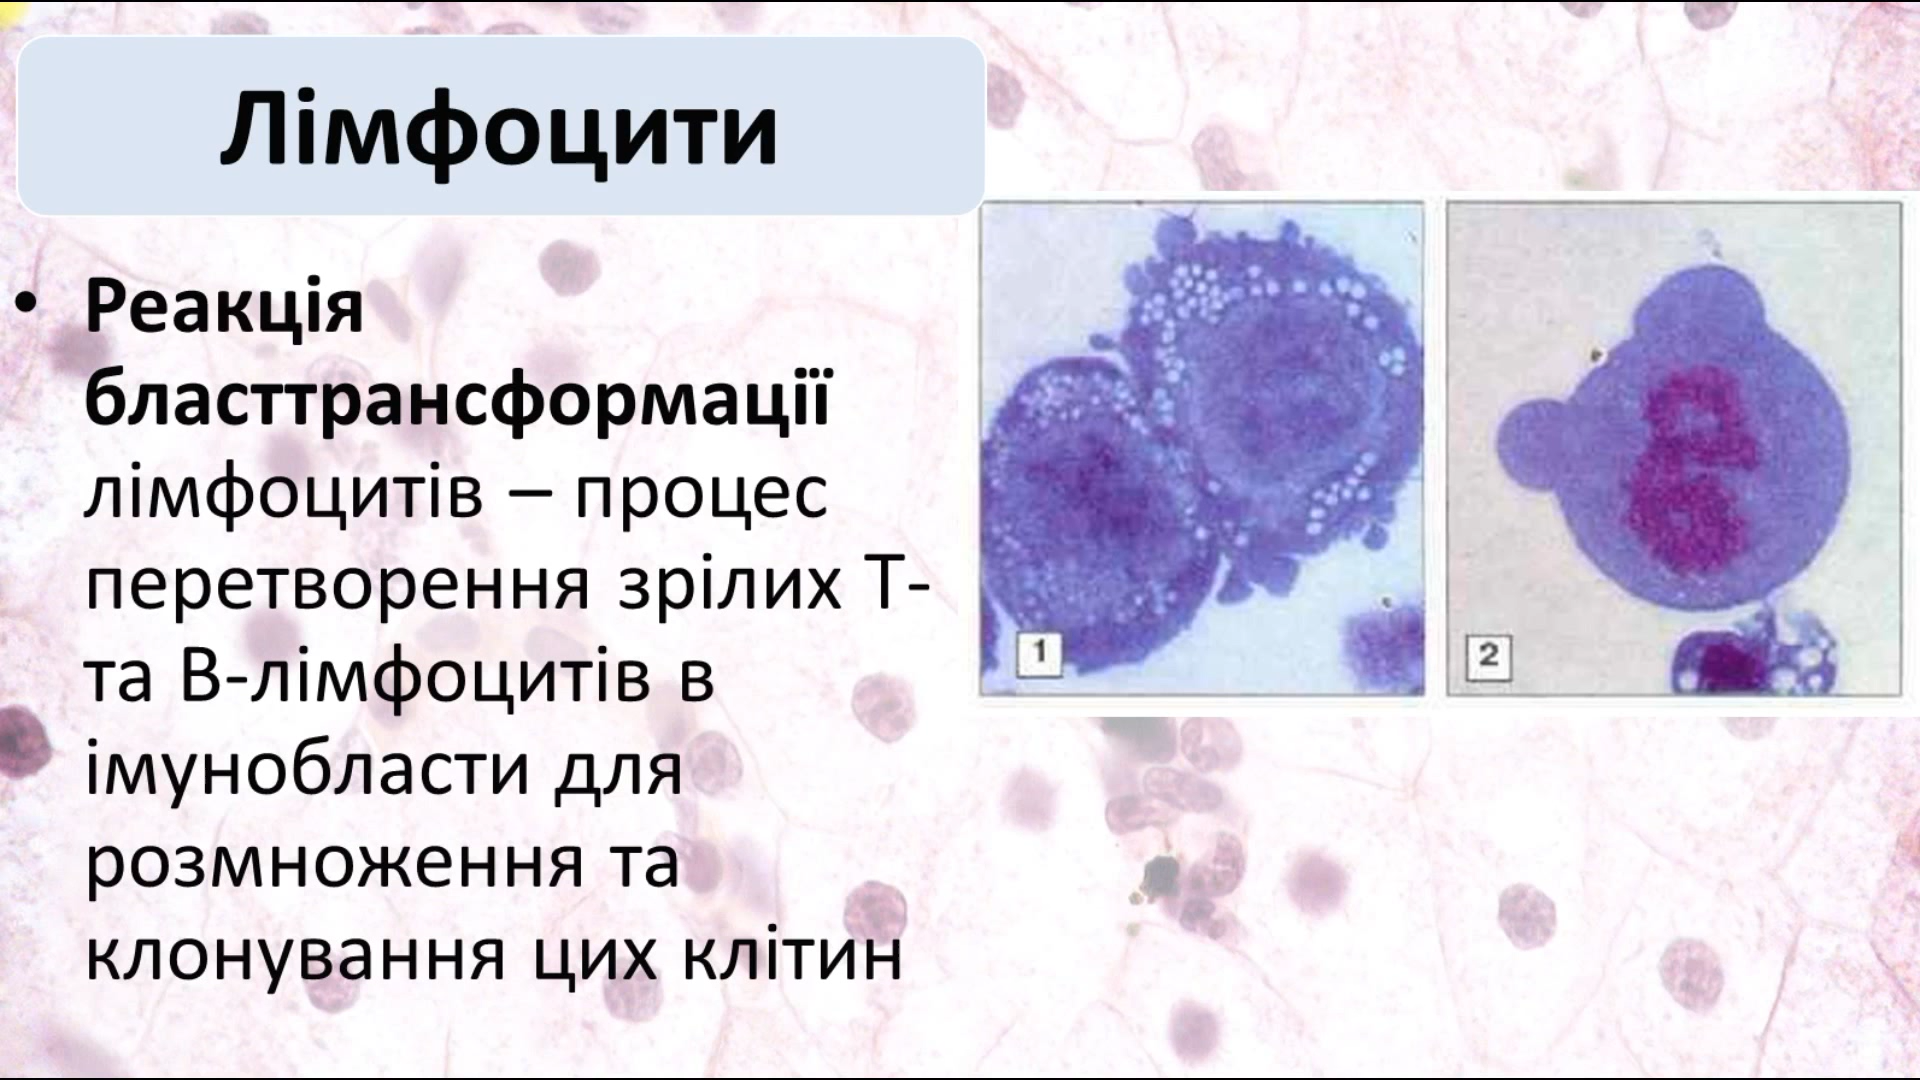 Лімфоцити
• Реакція
бласттрансформації
лімфоцитів – процес
перетворення зрілих Т-
та В-лімфоцитів в
імунобласти для
розмноження та
клонування цих клітин
1
2